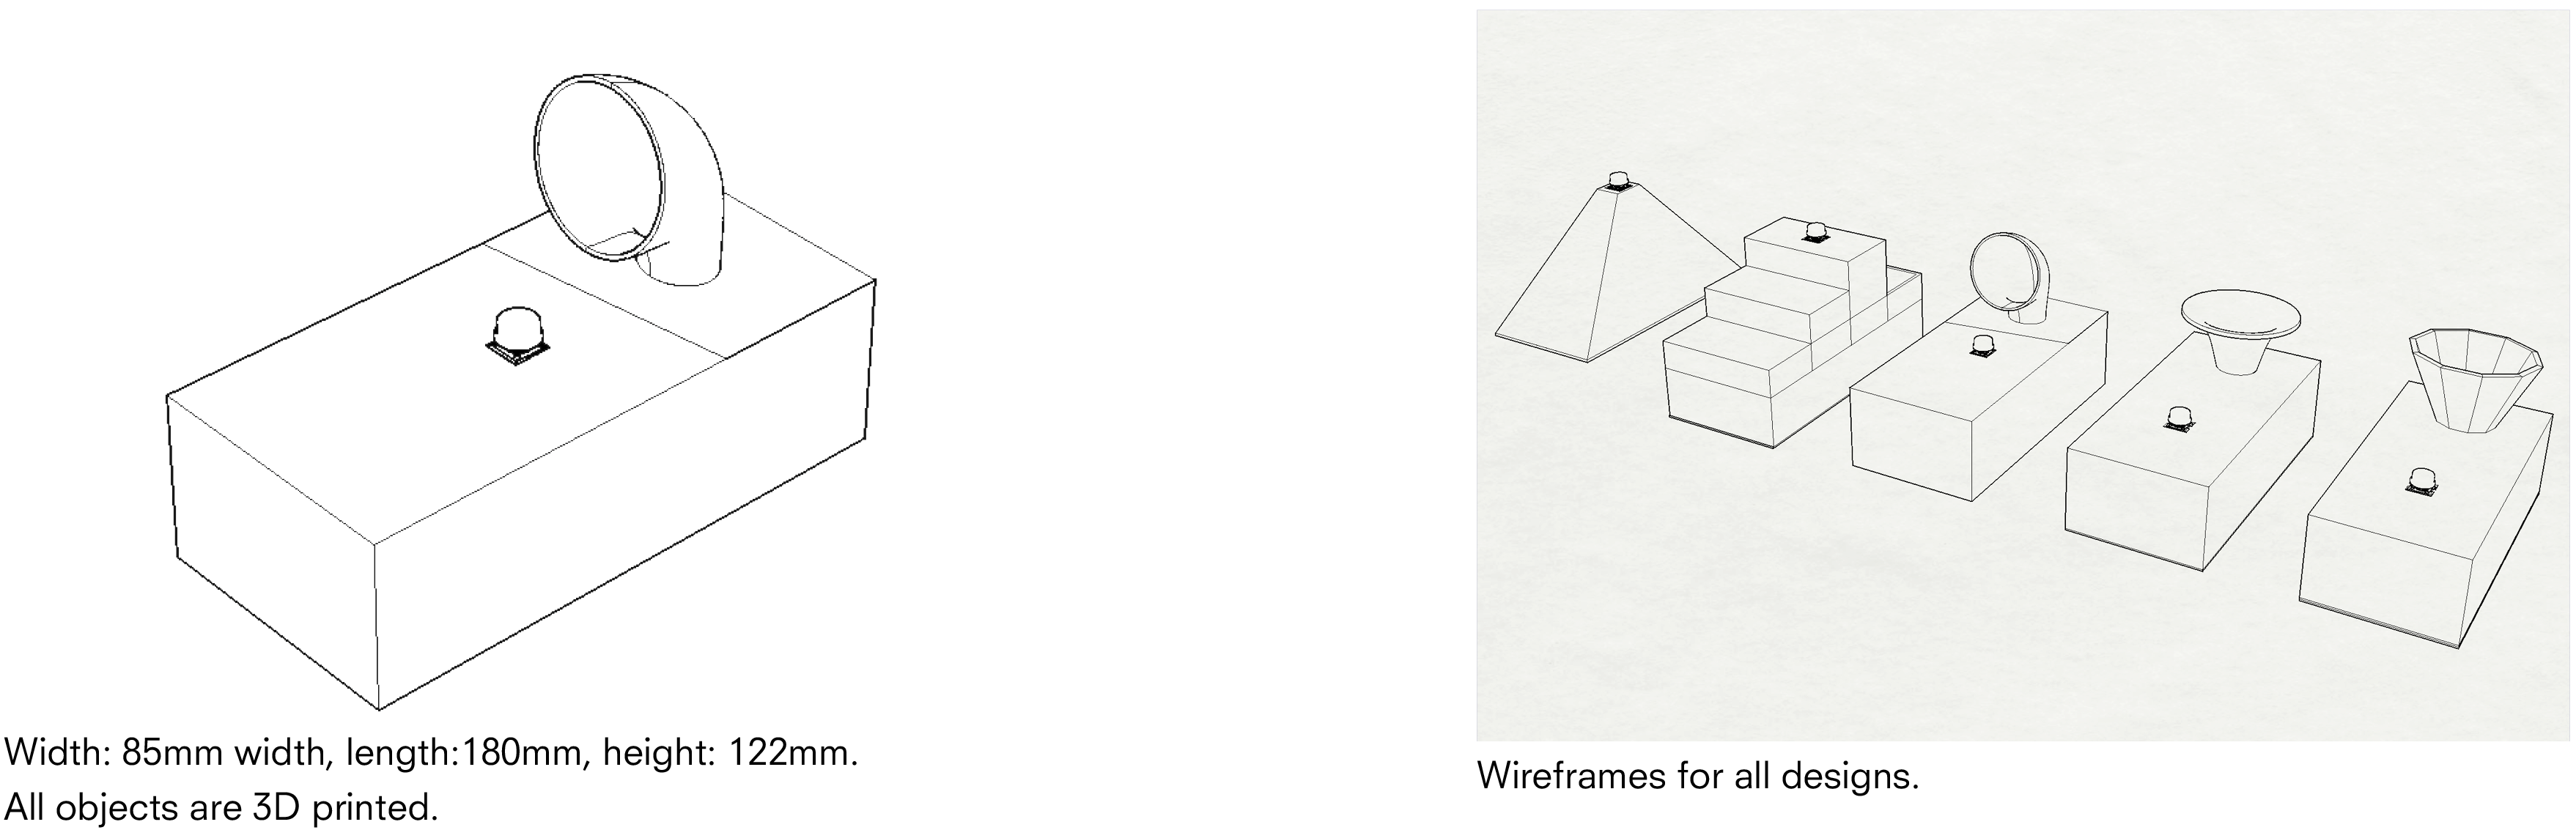 Width: 85mm width, length:180mm, height: 122mm.
All objects are 3D printed.
Wireframes for all designs.